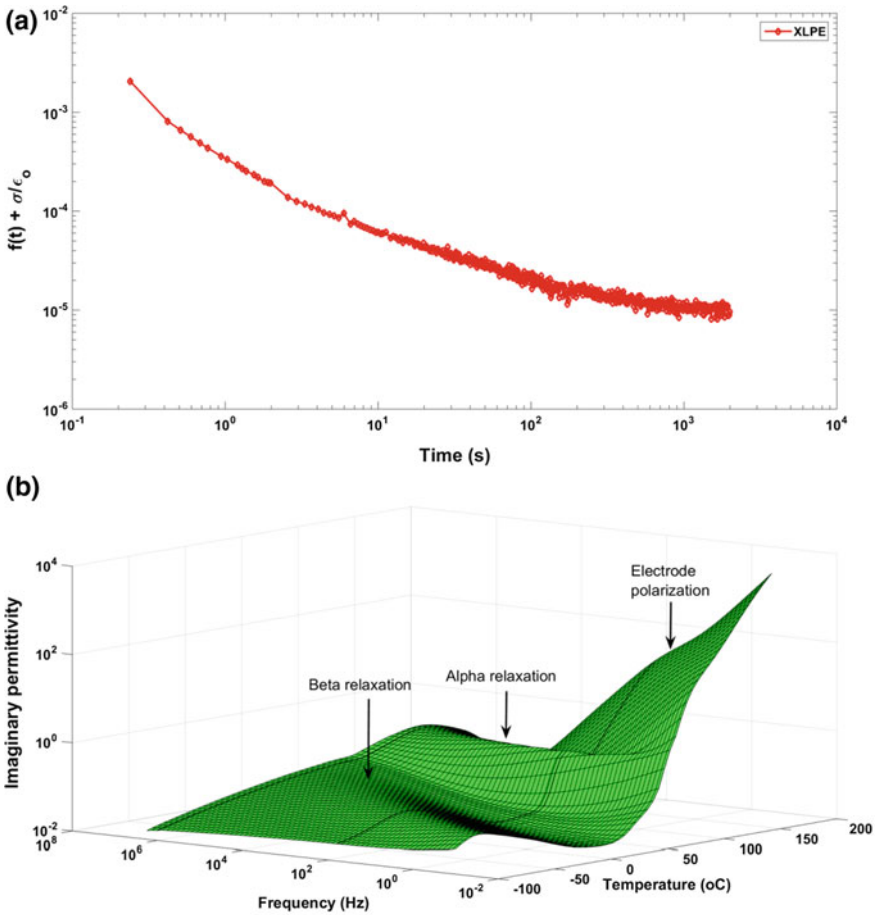 (a)
10^-2
XLPE
10^-3
f(t) + σ/ϵ_o
10^-4
10^-5
10^-6
10^-1
10^0
10^1
10^2
10^3
10^4
Time (s)
(b)
10^4
Electrode
polarization
10^2
Alpha relaxation
Beta relaxation
Imaginary permittivity
10^0
10^-2
10^8
10^6
10^4
10^2
10^0
10^-2
Frequency (Hz)
-100
-50
0
50
100
150
200
Temperature (oC)